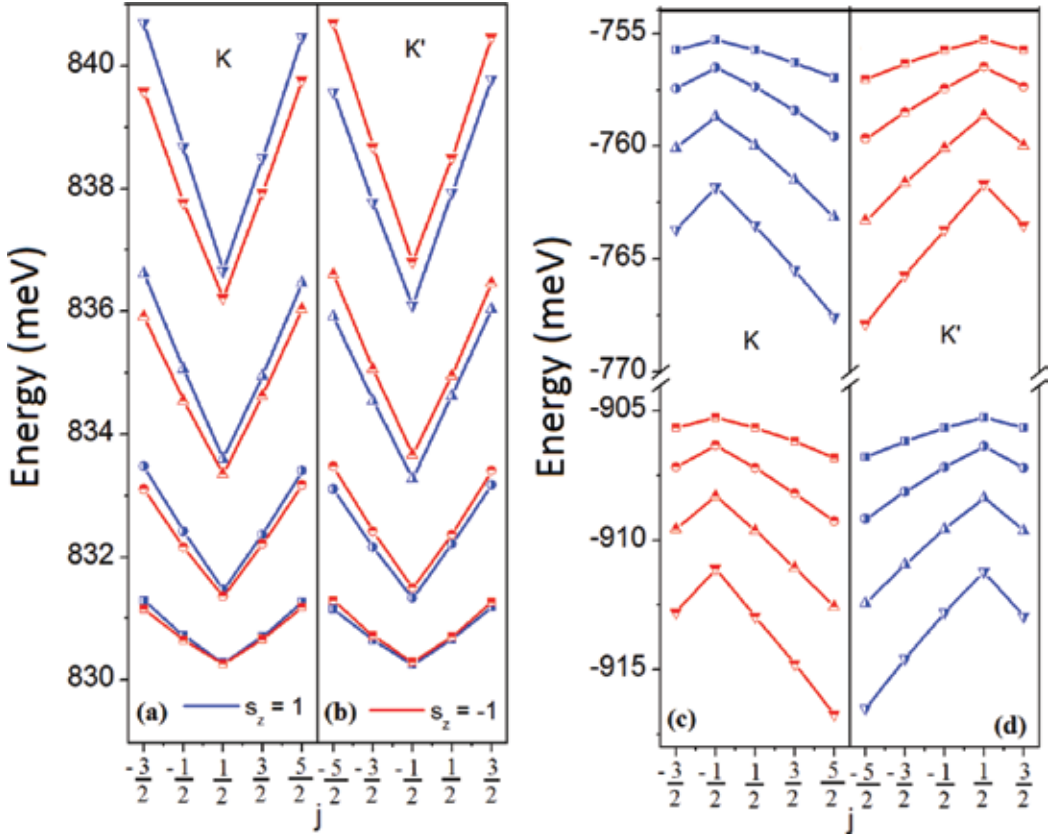 Energy (meV)
840
838
836
834
832
830
K
K'
(a)
s_z = 1
(b)
s_z = -1
-3/2 -1/2 1/2 3/2 5/2 -5/2 -3/2 -1/2 1/2 3/2
j
Energy (meV)
-755
-760
-765
-770
-905
-910
-915
K
K'
(c)
(d)
-3/2 -1/2 1/2 3/2 5/2 -5/2 -3/2 -1/2 1/2 3/2
j